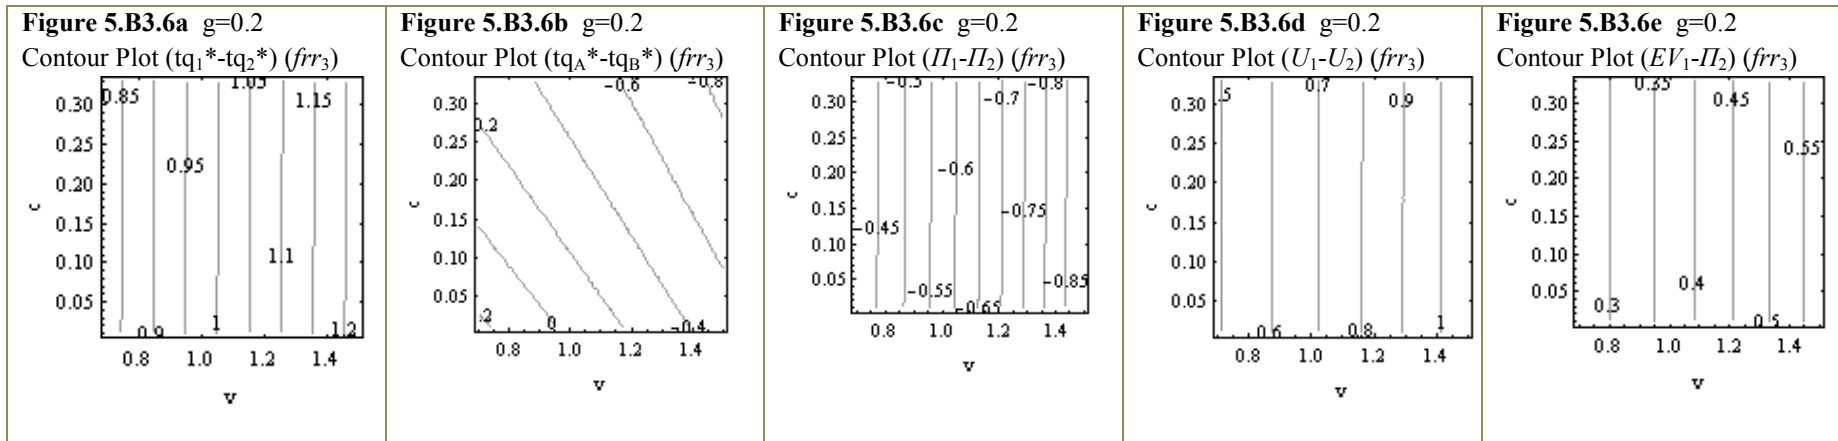 Figure 5.B3.6a g=0.2
Contour Plot (tq1*-tq2*) (frr3)
0.85
1.05
1.15
0.30
0.25
0.95
0.20
c
0.15
1.1
0.10
0.05
0.9
1
1.2
0.8 1.0 1.2 1.4
v
Figure 5.B3.6b g=0.2
Contour Plot (tqA*-tqB*) (frr3)
-0.6
-0.8
0.30
0.2
0.25
0.20
c
0.15
0.10
0.05
.2
0
-0.4
0.8 1.0 1.2 1.4
v
Figure 5.B3.6c g=0.2
Contour Plot (Π1-Π2) (frr3)
-0.5
-0.7
-0.8
0.30
0.25
-0.6
0.20
c
0.15
-0.75
-0.45
0.10
0.05
-0.55
-0.65
-0.85
0.8 1.0 1.2 1.4
v
Figure 5.B3.6d g=0.2
Contour Plot (U1-U2) (frr3)
.5
0.7
0.9
0.30
0.25
0.20
c
0.15
0.10
0.05
0.6
0.8
1
0.8 1.0 1.2 1.4
v
Figure 5.B3.6e g=0.2
Contour Plot (EV1-Π2) (frr3)
0.35
0.45
0.30
0.25
0.55
0.20
c
0.15
0.10
0.4
0.05
0.3
0.5
0.8 1.0 1.2 1.4
v